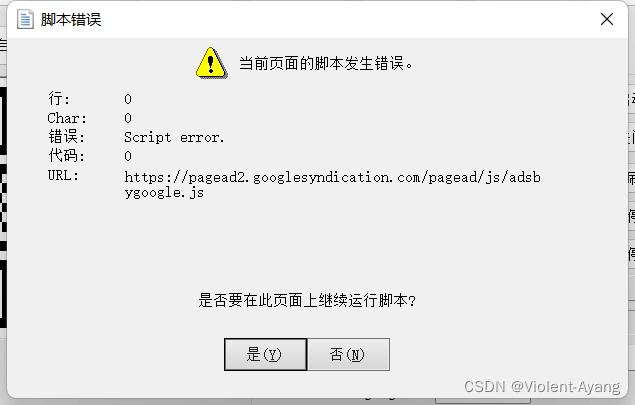 脚本错误
当前页面的脚本发生错误。
行: 0
Char: 0
错误: Script error.
代码: 0
URL: https://pagead2.googlesyndication.com/pagead/js/adsb
ygoogle.js
是否要在此页面上继续运行脚本?
是(Y) 否(N)
CSDN @Violent-Ayang